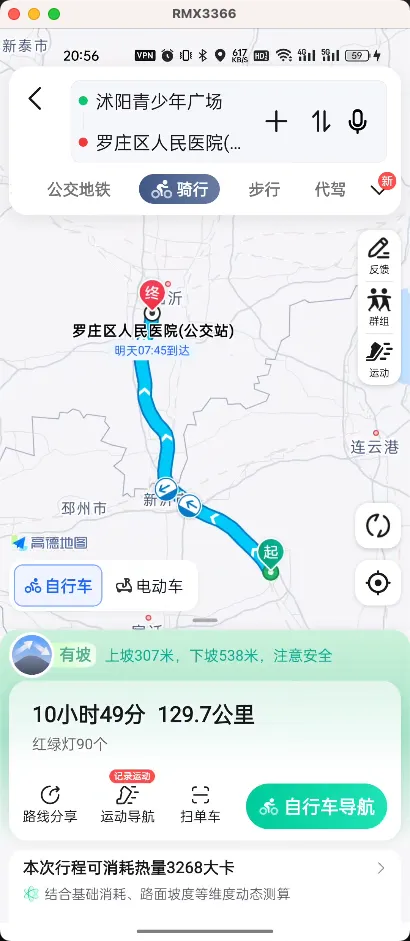 RMX3366
新泰市
20:56
VPN
617
KB/S
HD
4G
5G
59
沭阳青少年广场
罗庄区人民医院(...
公交地铁
骑行
步行
代驾
新
反馈
群组
运动
终
沂
罗庄区人民医院(公交站)
明天07:45到达
连云港
新沂
邳州市
起
高德地图
自行车
电动车
有坡
上坡307米，下坡538米，注意安全
10小时49分 129.7公里
红绿灯90个
记录运动
路线分享
运动导航
扫单车
自行车导航
本次行程可消耗热量3268大卡
结合基础消耗、路面坡度等维度动态测算